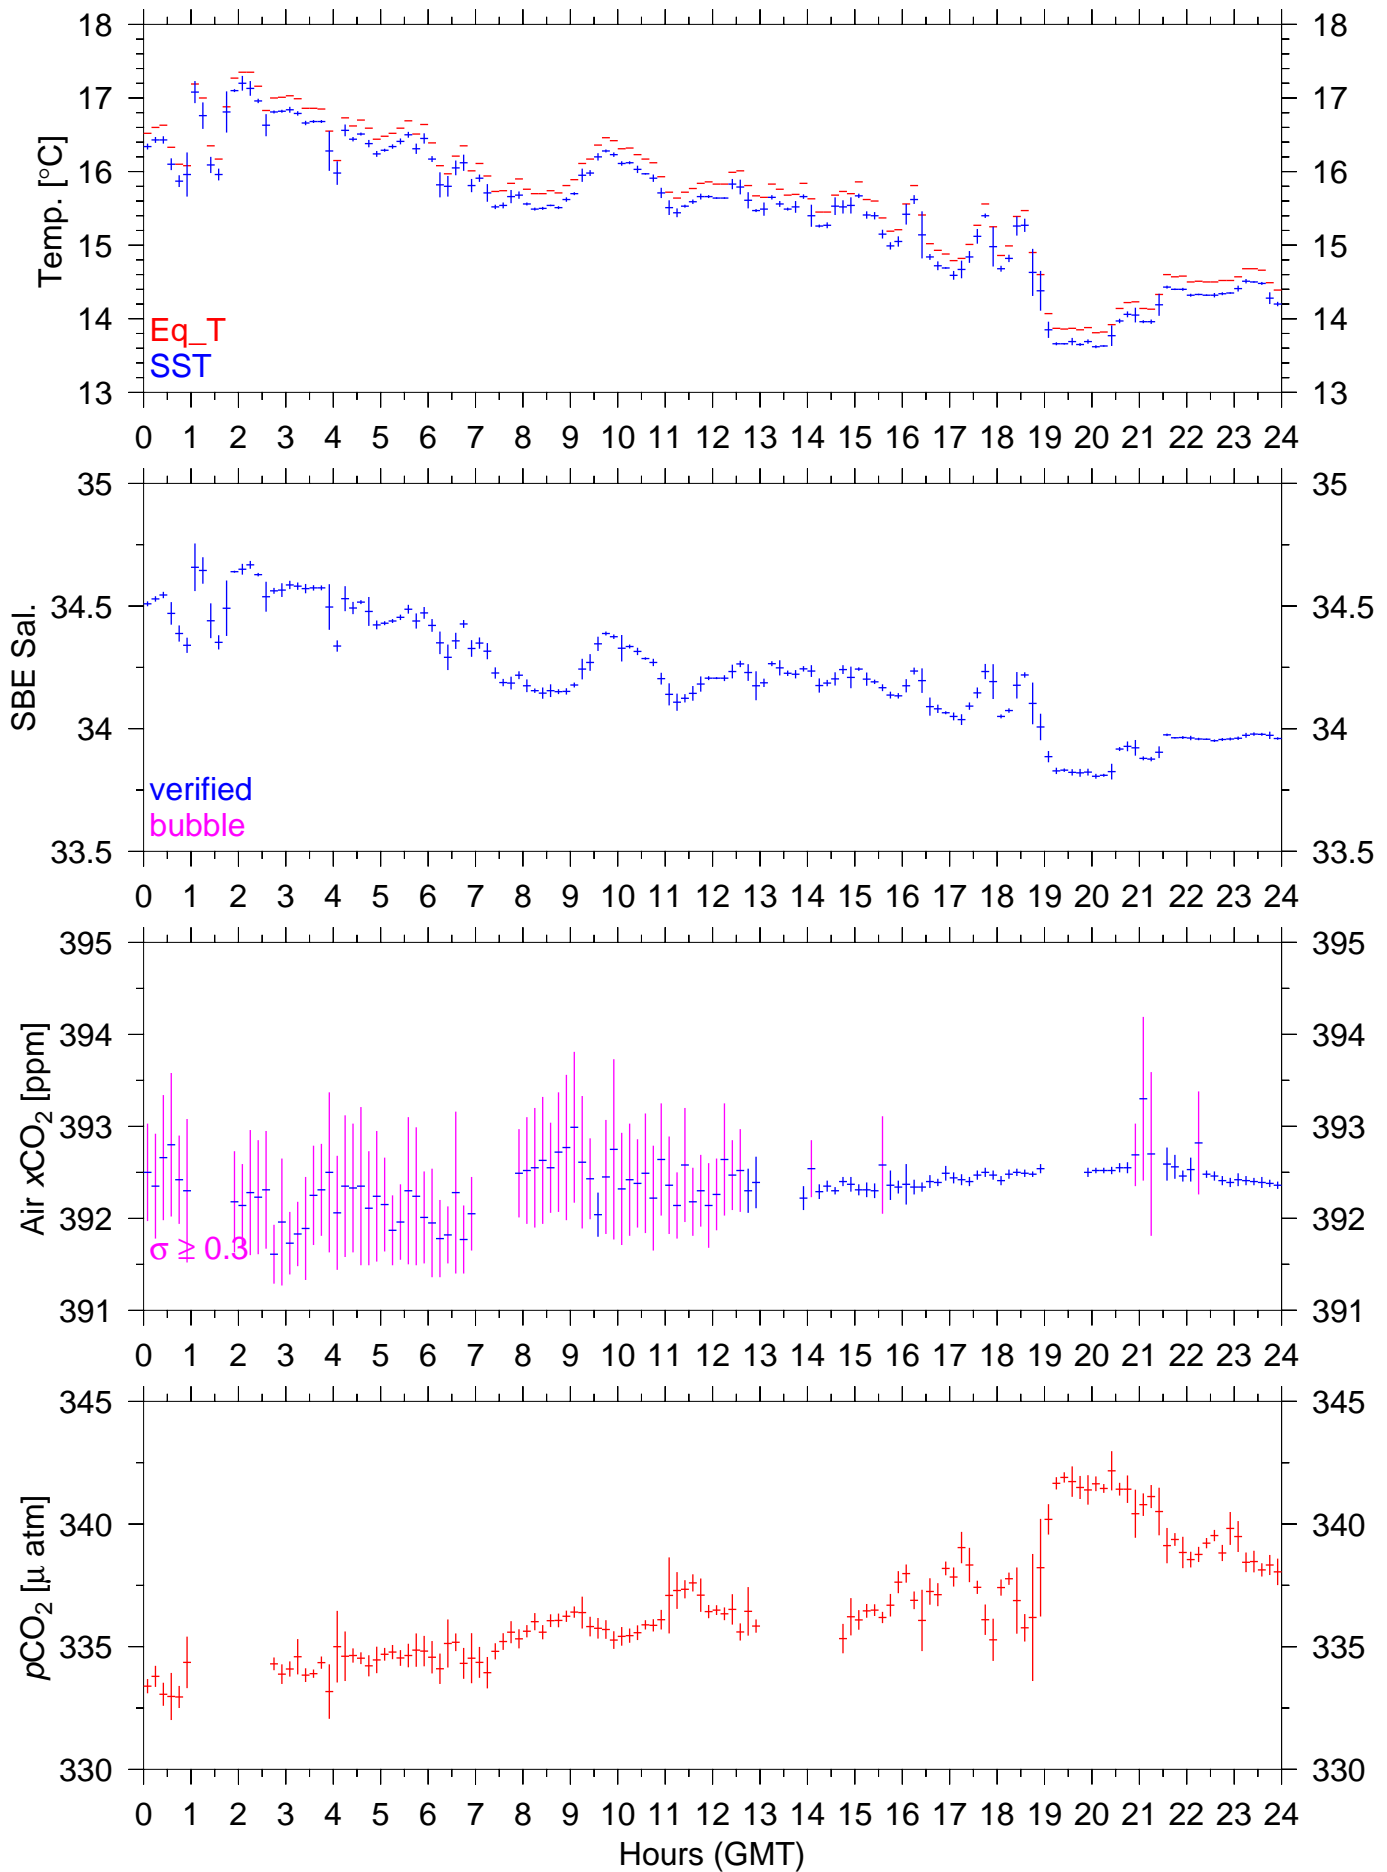 18 18
17 17
16 16
15 15
14 14
13 13
Temp. [°C]
Eq_T
SST
0 1 2 3 4 5 6 7 8 9 10 11 12 13 14 15 16 17 18 19 20 21 22 23 24
35 35
34.5 34.5
34 34
33.5 33.5
SBE Sal.
verified
bubble
0 1 2 3 4 5 6 7 8 9 10 11 12 13 14 15 16 17 18 19 20 21 22 23 24
395 395
394 394
393 393
392 392
391 391
Air xCO₂ [ppm]
σ ≥ 0.3
0 1 2 3 4 5 6 7 8 9 10 11 12 13 14 15 16 17 18 19 20 21 22 23 24
345 345
340 340
335 335
330 330
pCO₂ [μ atm]
0 1 2 3 4 5 6 7 8 9 10 11 12 13 14 15 16 17 18 19 20 21 22 23 24
Hours (GMT)